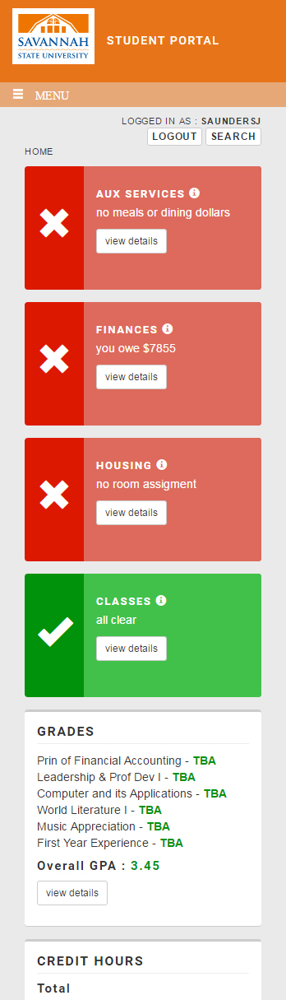 SAVANNAH
STATE UNIVERSITY
STUDENT PORTAL
MENU
LOGGED IN AS : SAUNDERSJ
LOGOUT SEARCH
HOME
AUX SERVICES
no meals or dining dollars
view details
FINANCES
you owe $7855
view details
HOUSING
no room assigment
view details
CLASSES
all clear
view details
GRADES
Prin of Financial Accounting - TBA
Leadership & Prof Dev I - TBA
Computer and its Applications - TBA
World Literature I - TBA
Music Appreciation - TBA
First Year Experience - TBA
Overall GPA : 3.45
view details
CREDIT HOURS
Total